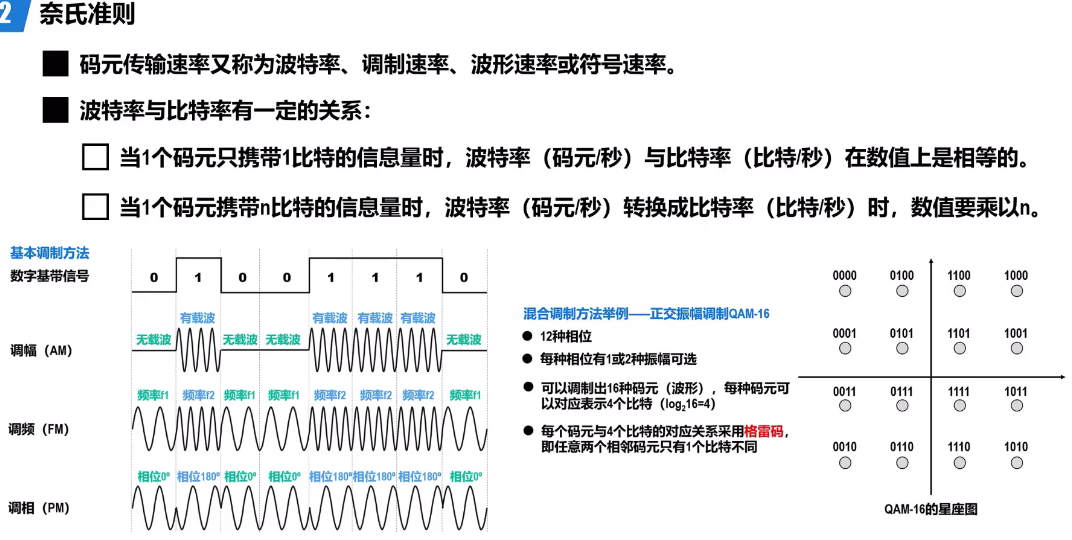 2 奈氏准则
码元传输速率又称为波特率、调制速率、波形速率或符号速率。
波特率与比特率有一定的关系：
当1个码元只携带1比特的信息量时，波特率（码元/秒）与比特率（比特/秒）在数值上是相等的。
当1个码元携带n比特的信息量时，波特率（码元/秒）转换成比特率（比特/秒）时，数值要乘以n。
基本调制方法
数字基带信号 0 1 0 0 1 1 1 0
无载波 有载波 无载波 无载波 有载波 有载波 有载波 无载波
调幅（AM）
频率f1 频率f2 频率f1 频率f1 频率f2 频率f2 频率f2 频率f1
调频（FM）
相位0° 相位180° 相位0° 相位0° 相位180° 相位180° 相位180° 相位0°
调相（PM）
混合调制方法举例——正交振幅调制QAM-16
12种相位
每种相位有1或2种振幅可选
可以调制出16种码元（波形），每种码元可
以对应表示4个比特（log₂16=4）
每个码元与4个比特的对应关系采用格雷码，
即任意两个相邻码元只有1个比特不同
0000 0100 1100 1000
0001 0101 1101 1001
0011 0111 1111 1011
0010 0110 1110 1010
QAM-16的星座图